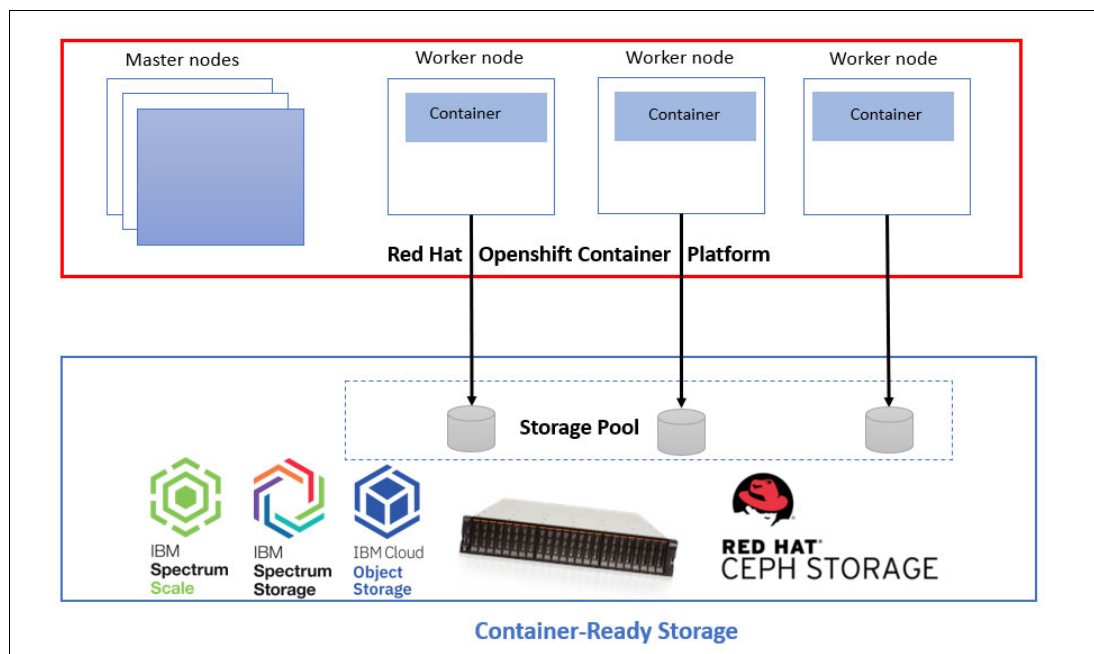 Master nodes
Worker node
Worker node
Worker node
Container
Container
Container
Red Hat Openshift Container Platform
Storage Pool
IBM
Spectrum
Scale
IBM
Spectrum
Storage
IBM Cloud
Object
Storage
RED HAT®
CEPH STORAGE
Container-Ready Storage